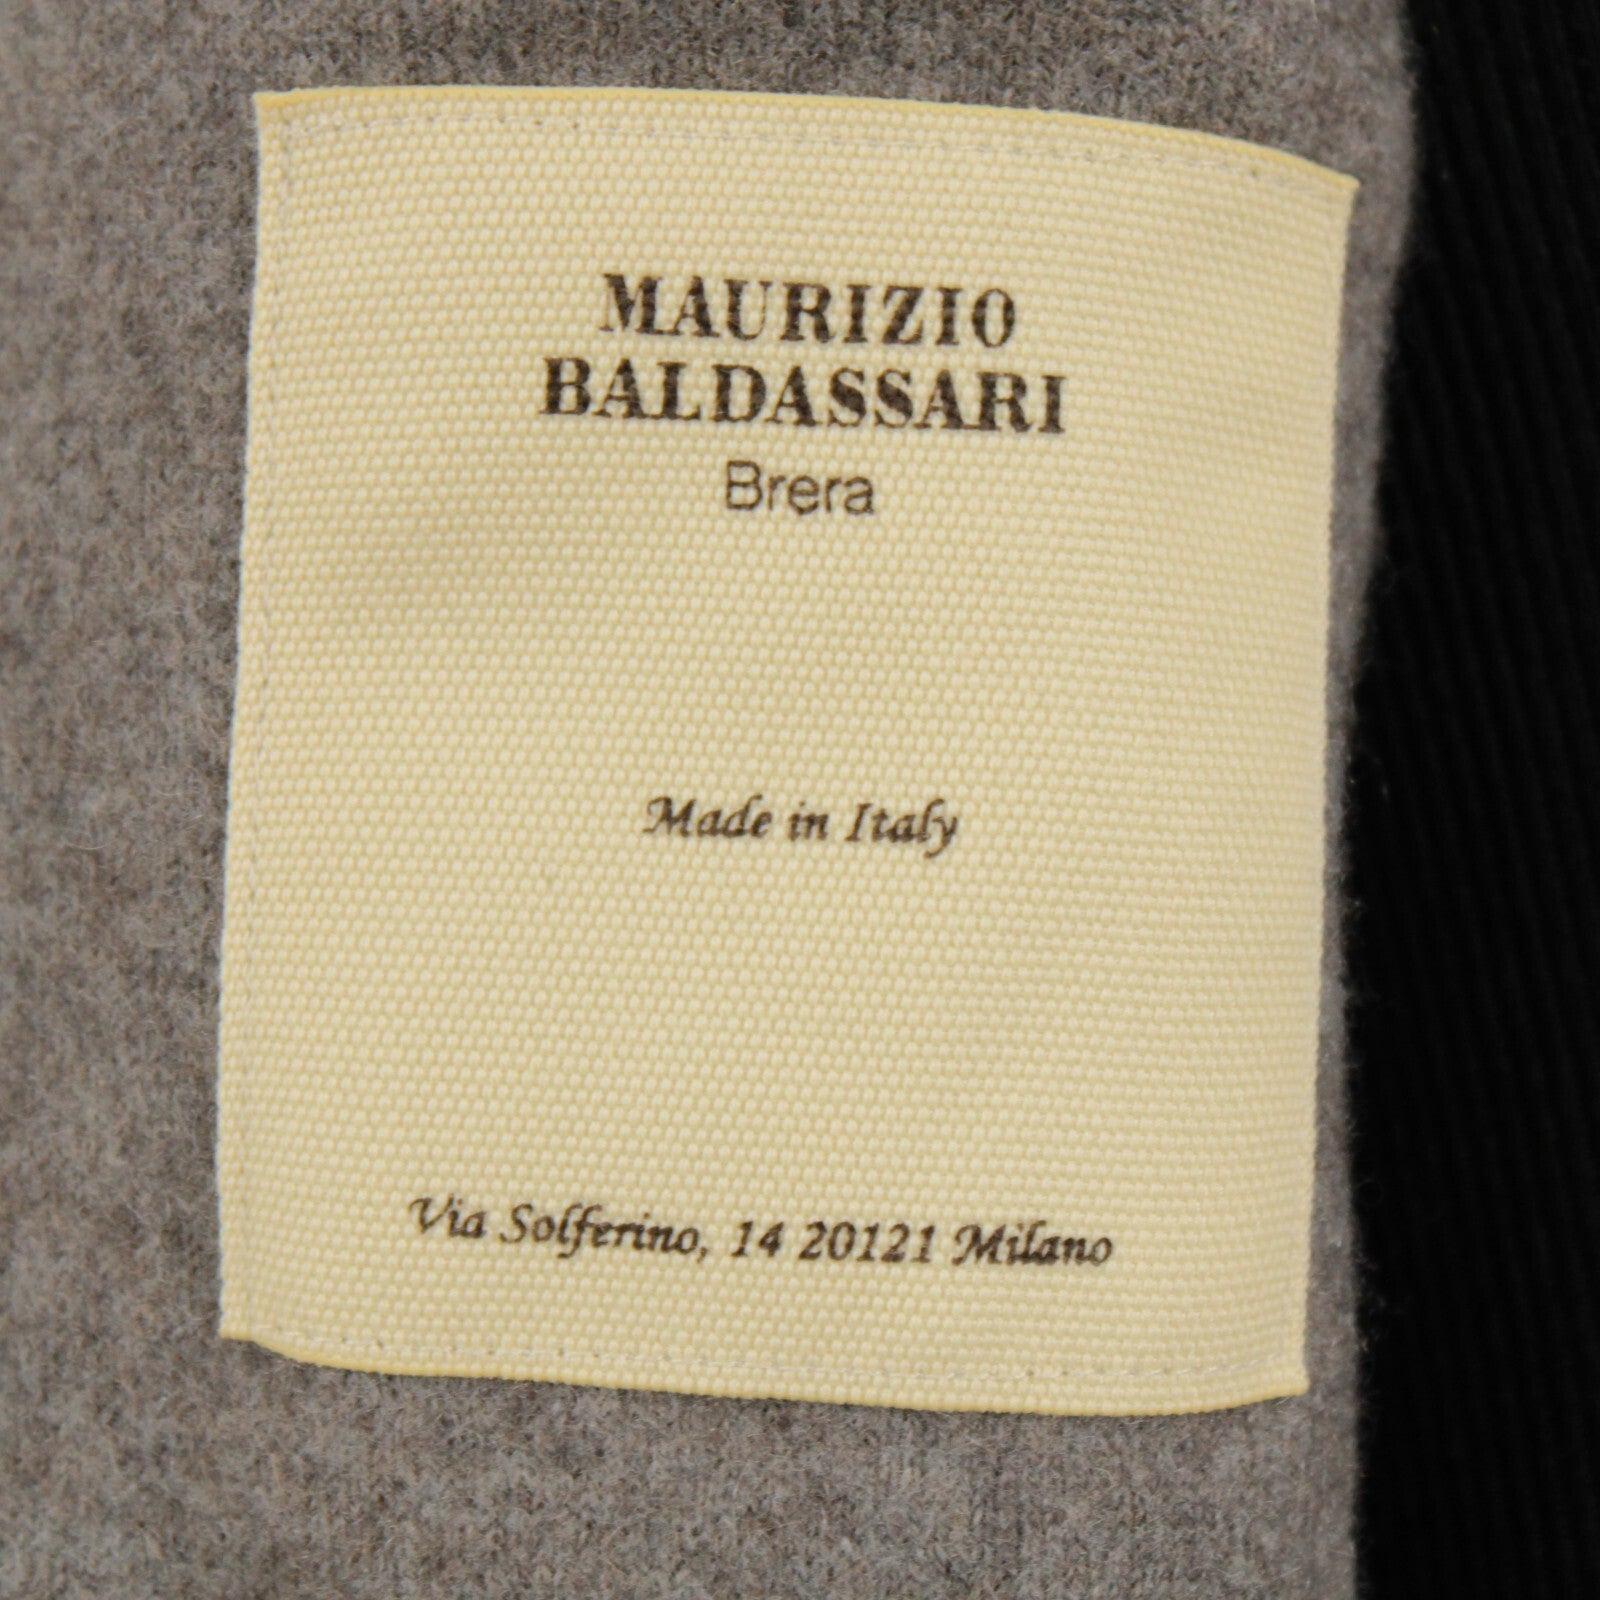 MAURIZIO
BALDASSARI
Brera
Made in Italy
Via Solferino, 14 20121 Milano